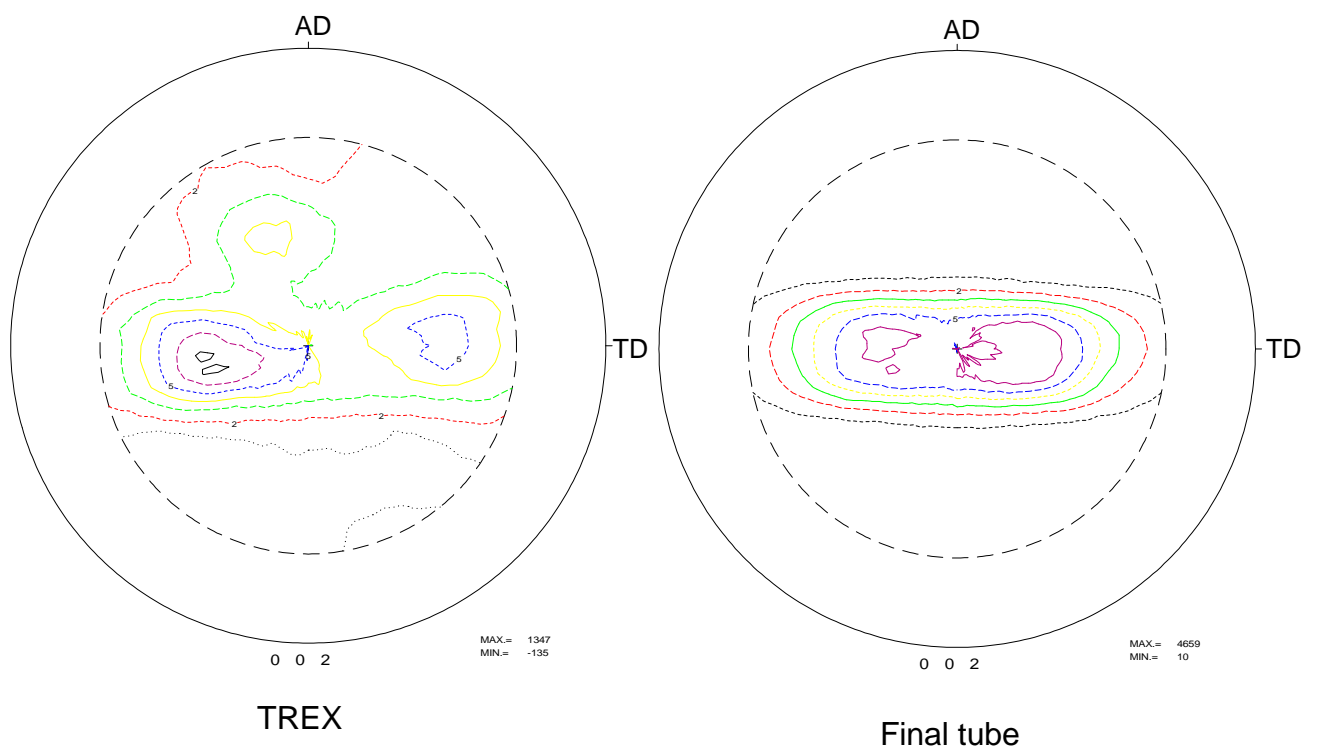 AD
TD
2
5
5
5
2
2
0 0 2
MAX.= 1347
MIN.= -135
TREX
AD
TD
2
5
0 0 2
MAX.= 4659
MIN.= 10
Final tube